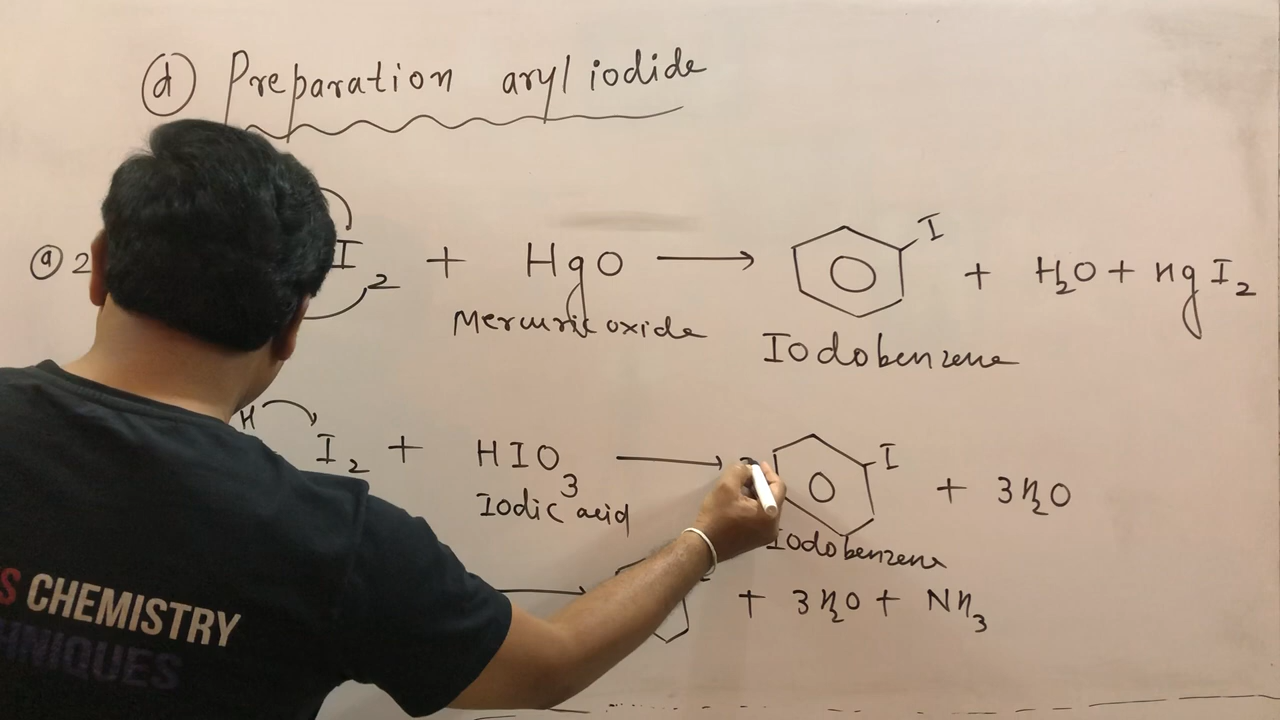 (d) Preparation aryl iodide
(a) 2 I₂ + HgO ⟶ I + H₂O + HgI₂
Mercuric oxide Iodobenzene
H I₂ + HIO₃ ⟶ I + 3H₂O
Iodic acid Iodobenzene
⟶ + 3H₂O + NH₃
S CHEMISTRY
HNIQUES